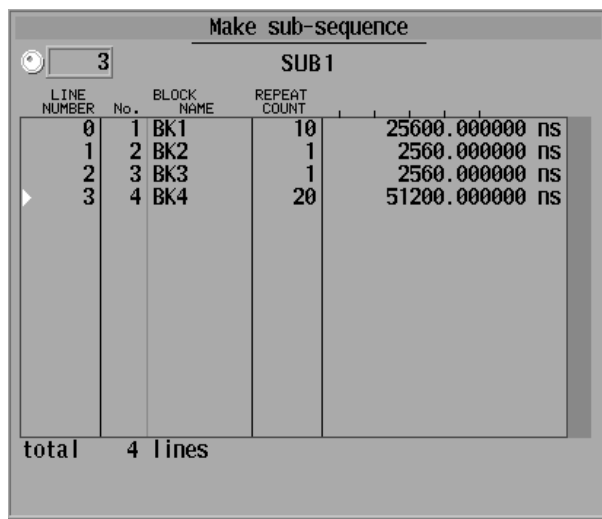 Make sub-sequence
3 SUB1
LINE NUMBER No. BLOCK NAME REPEAT COUNT
0 1 BK1 10 25600.000000 ns
1 2 BK2 1 2560.000000 ns
2 3 BK3 1 2560.000000 ns
3 4 BK4 20 51200.000000 ns
total 4 lines